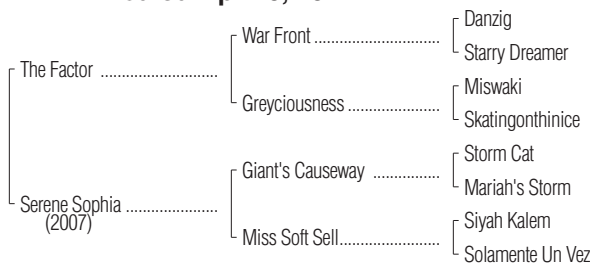 Danzig
War Front ................................
Starry Dreamer
The Factor ..............................
Miswaki
Greyciousness ........................
Skatingonthinice
Storm Cat
Giant's Causeway .................
Mariah's Storm
Serene Sophia ........................
(2007)
Siyah Kalem
Miss Soft Sell.........................
Solamente Un Vez